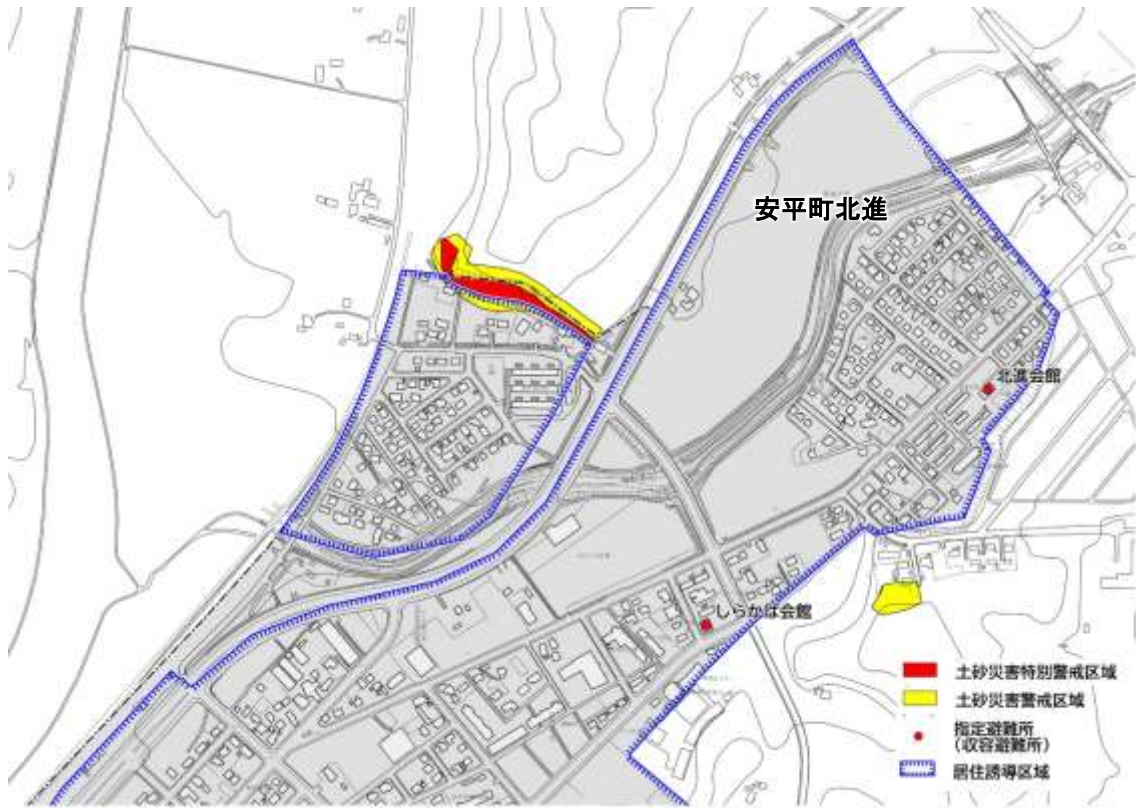 安平町北進
北進会館
しらかば会館
土砂災害特別警戒区域
土砂災害警戒区域
指定避難所
(収容避難所)
居住誘導区域